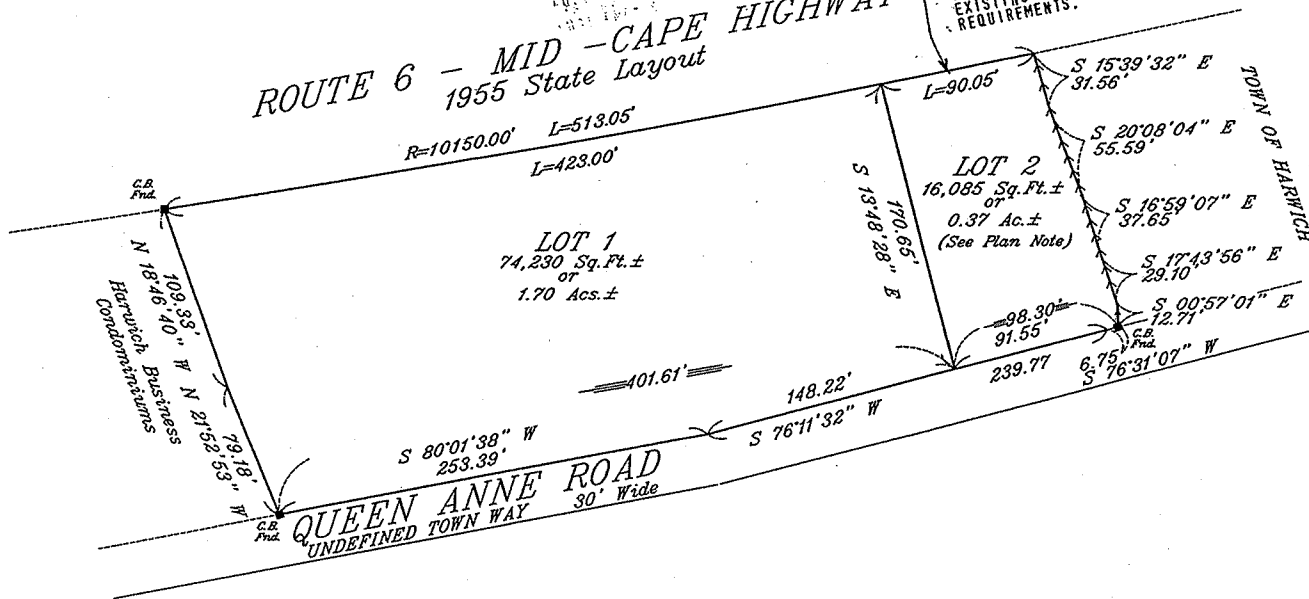 EXISTING
REQUIREMENTS.
ROUTE 6 - MID -CAPE HIGHWAY
1955 State Layout
R=10150.00' L=513.05'
L=423.00'
L=90.05'
S 15°39'32" E
31.56'
TOWN OF HARWICH
S 20°08'04" E
55.59'
S 16°59'07" E
37.65'
S 17°43'56" E
29.10'
S 00°57'01" E
12.71'
C.B.
Fnd.
LOT 1
74,230 Sq.Ft.±
or
1.70 Acs.±
170.65'
S 13°48'28" E
LOT 2
16,085 Sq.Ft.±
or
0.37 Ac.±
(See Plan Note)
109.33'
N 18°46'40" W
Harwich Business
Condominiums
79.18'
N 21°52'53" W
401.61'
98.30'
91.55'
C.B.
Fnd.
6.75'
S 76°31'07" W
239.77
148.22'
S 76°11'32" W
S 80°01'38" W
253.39'
C.B.
Fnd.
QUEEN ANNE ROAD
UNDEFINED TOWN WAY 30' Wide